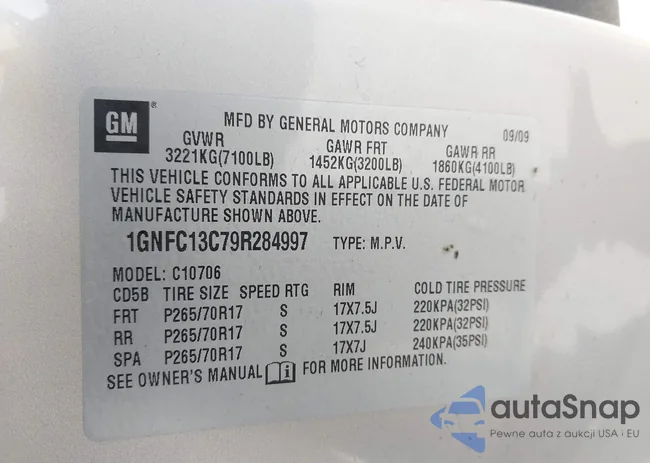 GM ®
MFD BY GENERAL MOTORS COMPANY 09/09
GVWR GAWR FRT GAWR RR
3221KG(7100LB) 1452KG(3200LB) 1860KG(4100LB)
THIS VEHICLE CONFORMS TO ALL APPLICABLE U.S. FEDERAL MOTOR
VEHICLE SAFETY STANDARDS IN EFFECT ON THE DATE OF
MANUFACTURE SHOWN ABOVE.
1GNFC13C79R284997 TYPE: M.P.V.
MODEL: C10706
CD5B TIRE SIZE SPEED RTG RIM COLD TIRE PRESSURE
FRT P265/70R17 S 17X7.5J 220KPA(32PSI)
RR P265/70R17 S 17X7.5J 220KPA(32PSI)
SPA P265/70R17 S 17X7J 240KPA(35PSI)
SEE OWNER'S MANUAL i FOR MORE INFORMATION.
autaSnap
Pewne auta z aukcji USA i EU